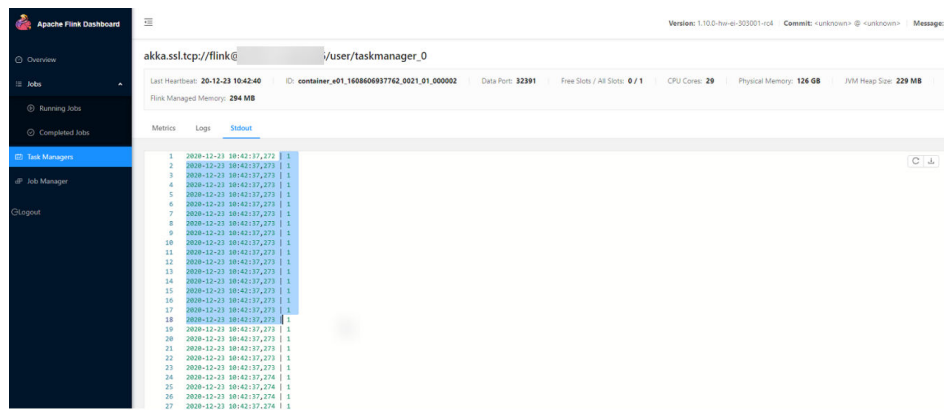 Apache Flink Dashboard
Version: 1.10.0-hw-ei-303001-rc4 Commit: <unknown> @ <unknown> Message:
Overview
Jobs
Running Jobs
Completed Jobs
Task Managers
Job Manager
Logout
akka.ssl.tcp://flink@ /user/taskmanager_0
Last Heartbeat: 20-12-23 10:42:40 ID: container_e01_1608606937762_0021_01_000002 Data Port: 32391 Free Slots / All Slots: 0 / 1 CPU Cores: 29 Physical Memory: 126 GB JVM Heap Size: 229 MB
Flink Managed Memory: 294 MB
Metrics Logs Stdout
1 2020-12-23 10:42:37,272 | 1
2 2020-12-23 10:42:37,273 | 1
3 2020-12-23 10:42:37,273 | 1
4 2020-12-23 10:42:37,273 | 1
5 2020-12-23 10:42:37,273 | 1
6 2020-12-23 10:42:37,273 | 1
7 2020-12-23 10:42:37,273 | 1
8 2020-12-23 10:42:37,273 | 1
9 2020-12-23 10:42:37,273 | 1
10 2020-12-23 10:42:37,273 | 1
11 2020-12-23 10:42:37,273 | 1
12 2020-12-23 10:42:37,273 | 1
13 2020-12-23 10:42:37,273 | 1
14 2020-12-23 10:42:37,273 | 1
15 2020-12-23 10:42:37,273 | 1
16 2020-12-23 10:42:37,273 | 1
17 2020-12-23 10:42:37,273 | 1
18 2020-12-23 10:42:37,273 | 1
19 2020-12-23 10:42:37,273 | 1
20 2020-12-23 10:42:37,273 | 1
21 2020-12-23 10:42:37,273 | 1
22 2020-12-23 10:42:37,273 | 1
23 2020-12-23 10:42:37,273 | 1
24 2020-12-23 10:42:37,274 | 1
25 2020-12-23 10:42:37,274 | 1
26 2020-12-23 10:42:37,274 | 1
27 2020-12-23 10:42:37,274 | 1